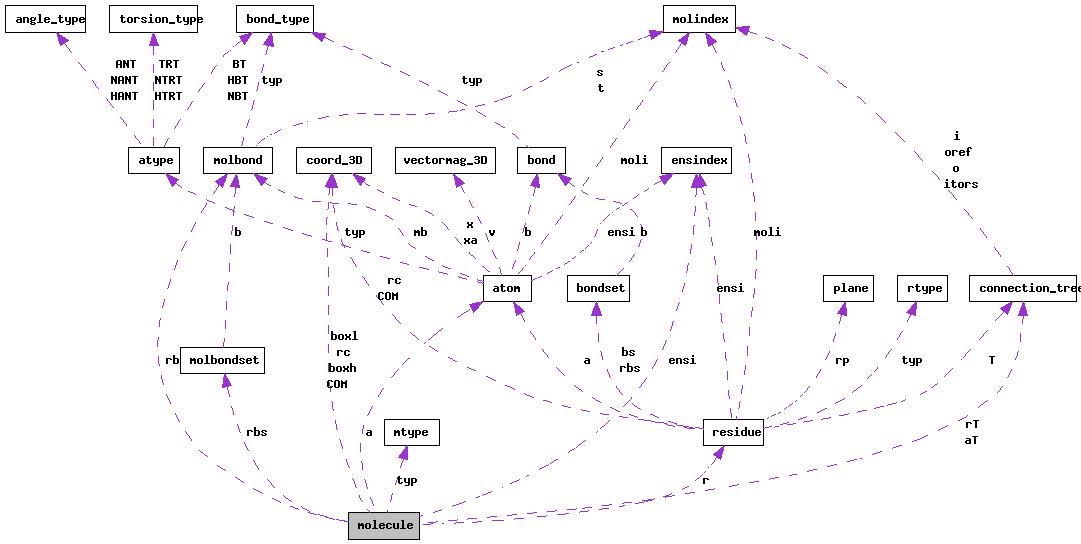 angle_type
torsion_type
bond_type
molindex
ANT
NANT
HANT
TRT
NTRT
HTRT
BT
HBT
NBT
typ
typ
s
t
i
oref
o
itors
atype
molbond
coord_3D
vectormag_3D
bond
moli
ensindex
b
typ
mb
x
xa
v
b
ensi
b
moli
rc
COM
atom
bondset
ensi
plane
rtype
connection_tree
rb
molbondset
boxl
rc
boxh
COM
a
bs
rbs
ensi
rp
typ
T
rbs
a
mtype
residue
rT
aT
typ
r
molecule